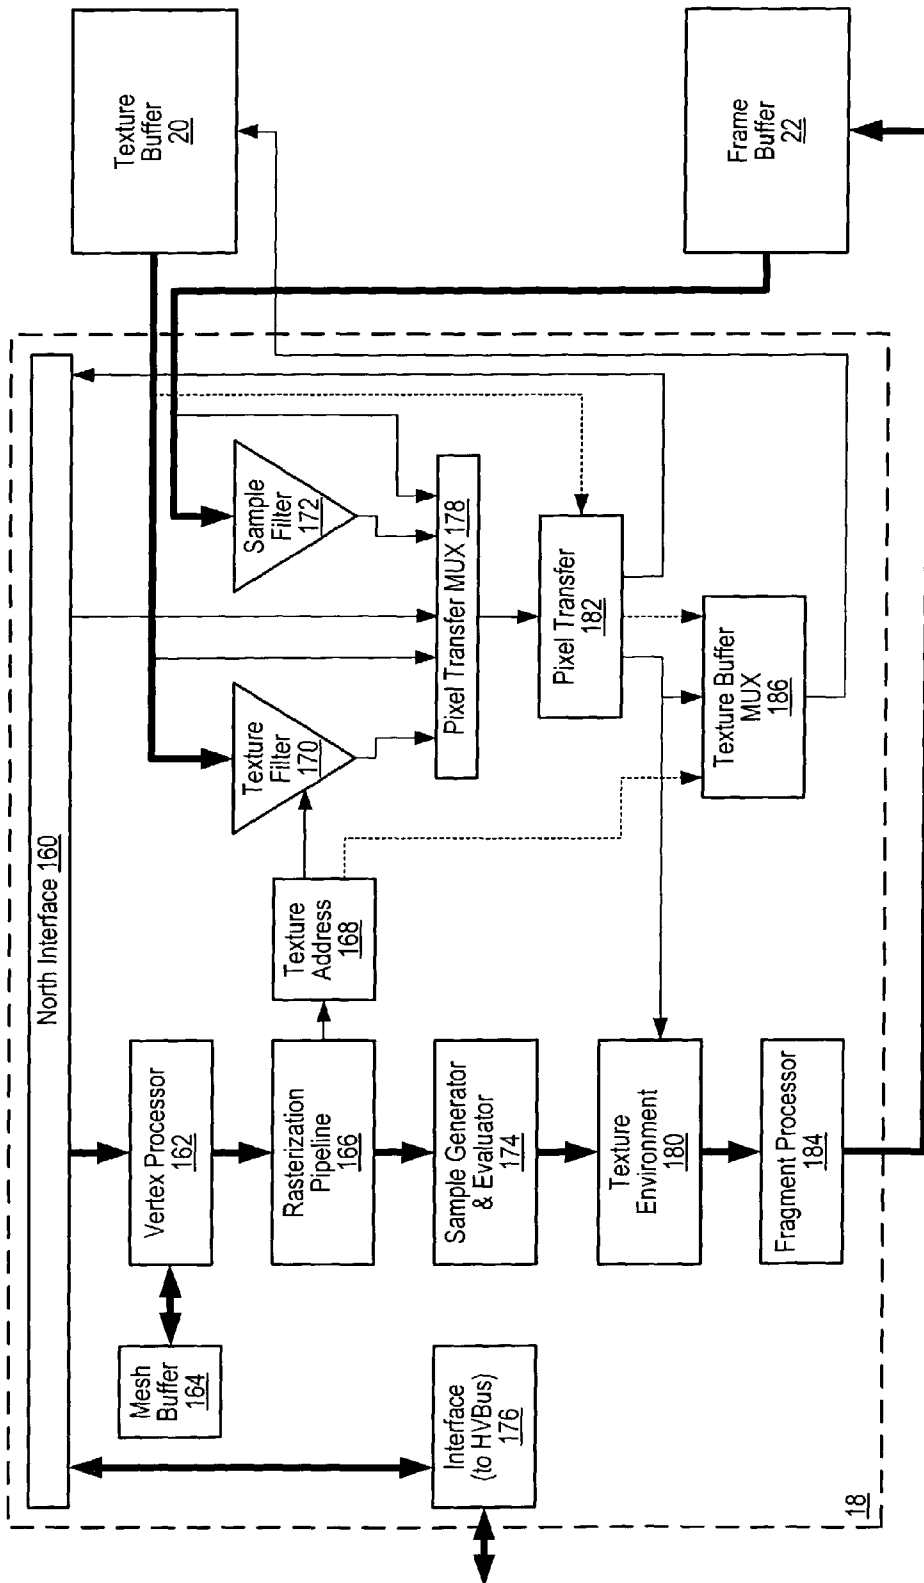 North Interface 160
Texture
Buffer
20
Frame
Buffer
22
Mesh
Buffer
164
Vertex Processor
162
Rasterization
Pipeline
166
Texture
Address
168
Texture
Filter
170
Sample
Filter
172
Interface
(to HVBus)
176
Sample Generator
& Evaluator
174
Pixel Transfer MUX 178
Texture
Environment
180
Pixel Transfer
182
Fragment Processor
184
Texture Buffer
MUX
186
18